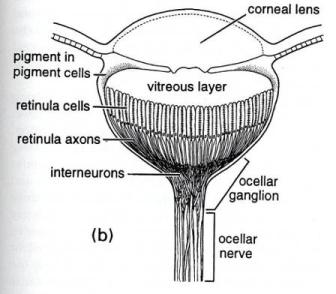 corneal lens
pigment in
pigment cells
vitreous layer
retinula cells
retinula axons
interneurons
ocellar
ganglion
(b)
ocellar
nerve